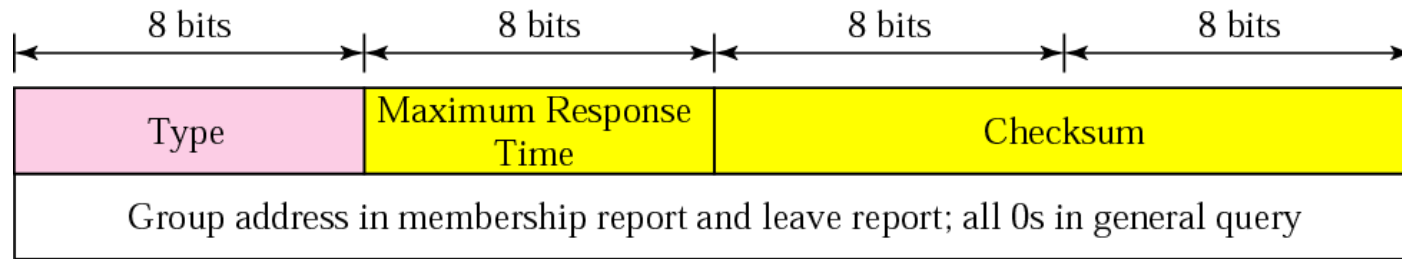 8 bits 8 bits 8 bits 8 bits
Type
Maximum Response
Time
Checksum
Group address in membership report and leave report; all 0s in general query